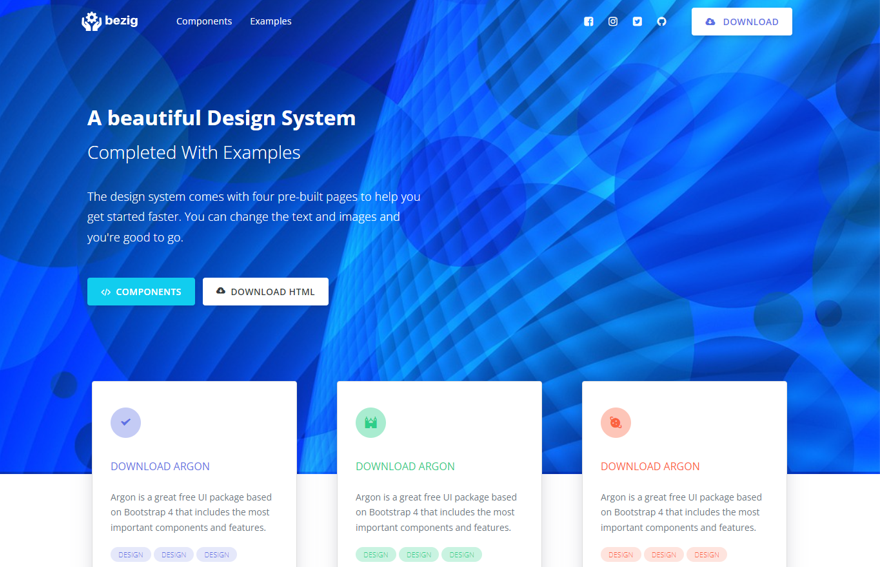 bezig
Components
Examples
DOWNLOAD
A beautiful Design System
Completed With Examples
The design system comes with four pre-built pages to help you
get started faster. You can change the text and images and
you're good to go.
COMPONENTS
DOWNLOAD HTML
DOWNLOAD ARGON
Argon is a great free UI package based
on Bootstrap 4 that includes the most
important components and features.
DESIGN DESIGN DESIGN
DOWNLOAD ARGON
Argon is a great free UI package based
on Bootstrap 4 that includes the most
important components and features.
DESIGN DESIGN DESIGN
DOWNLOAD ARGON
Argon is a great free UI package based
on Bootstrap 4 that includes the most
important components and features.
DESIGN DESIGN DESIGN